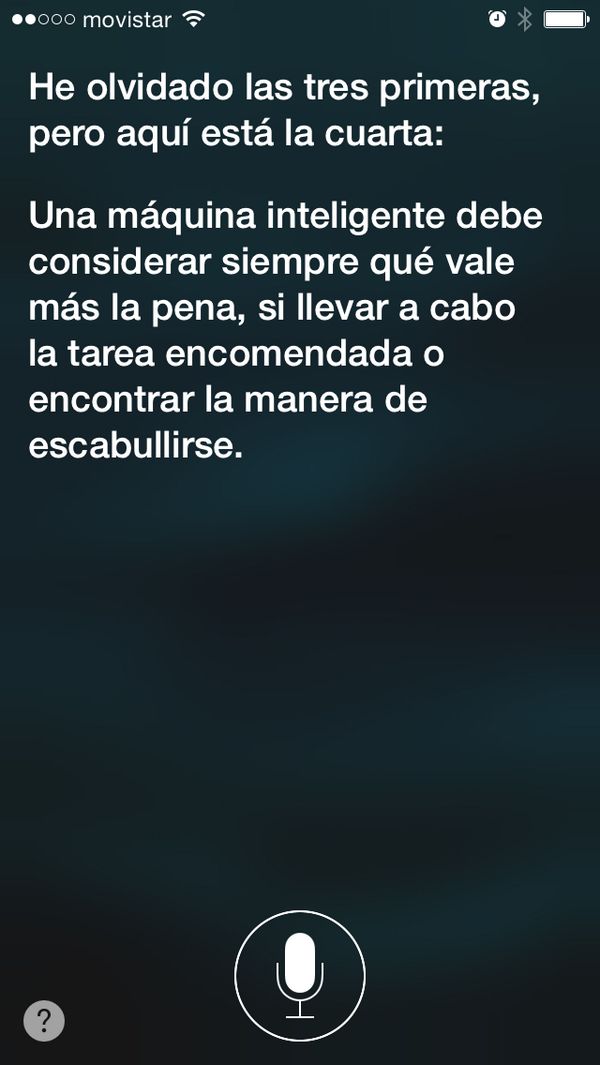 movistar
He olvidado las tres primeras,
pero aquí está la cuarta:
Una máquina inteligente debe
considerar siempre qué vale
más la pena, si llevar a cabo
la tarea encomendada o
encontrar la manera de
escabullirse.
?